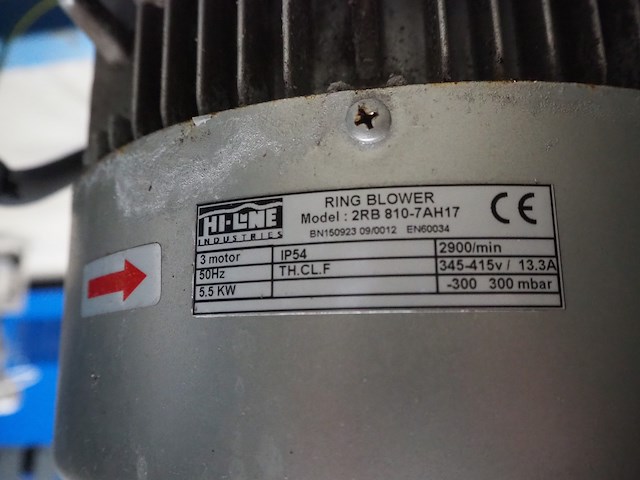 HI-LINE
INDUSTRIES
RING BLOWER
Model : 2RB 810-7AH17
BN150923 09/0012 EN60034
CE
3 motor IP54 2900/min
50Hz TH.CL.F 345-415v / 13.3A
5.5 KW -300 300 mbar